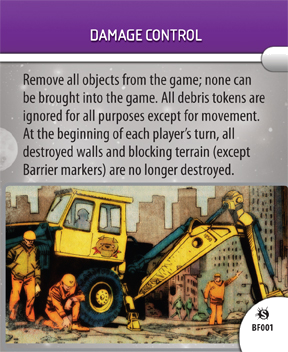 DAMAGE CONTROL
Remove all objects from the game; none can
be brought into the game. All debris tokens are
ignored for all purposes except for movement.
At the beginning of each player's turn, all
destroyed walls and blocking terrain (except
Barrier markers) are no longer destroyed.
BF001